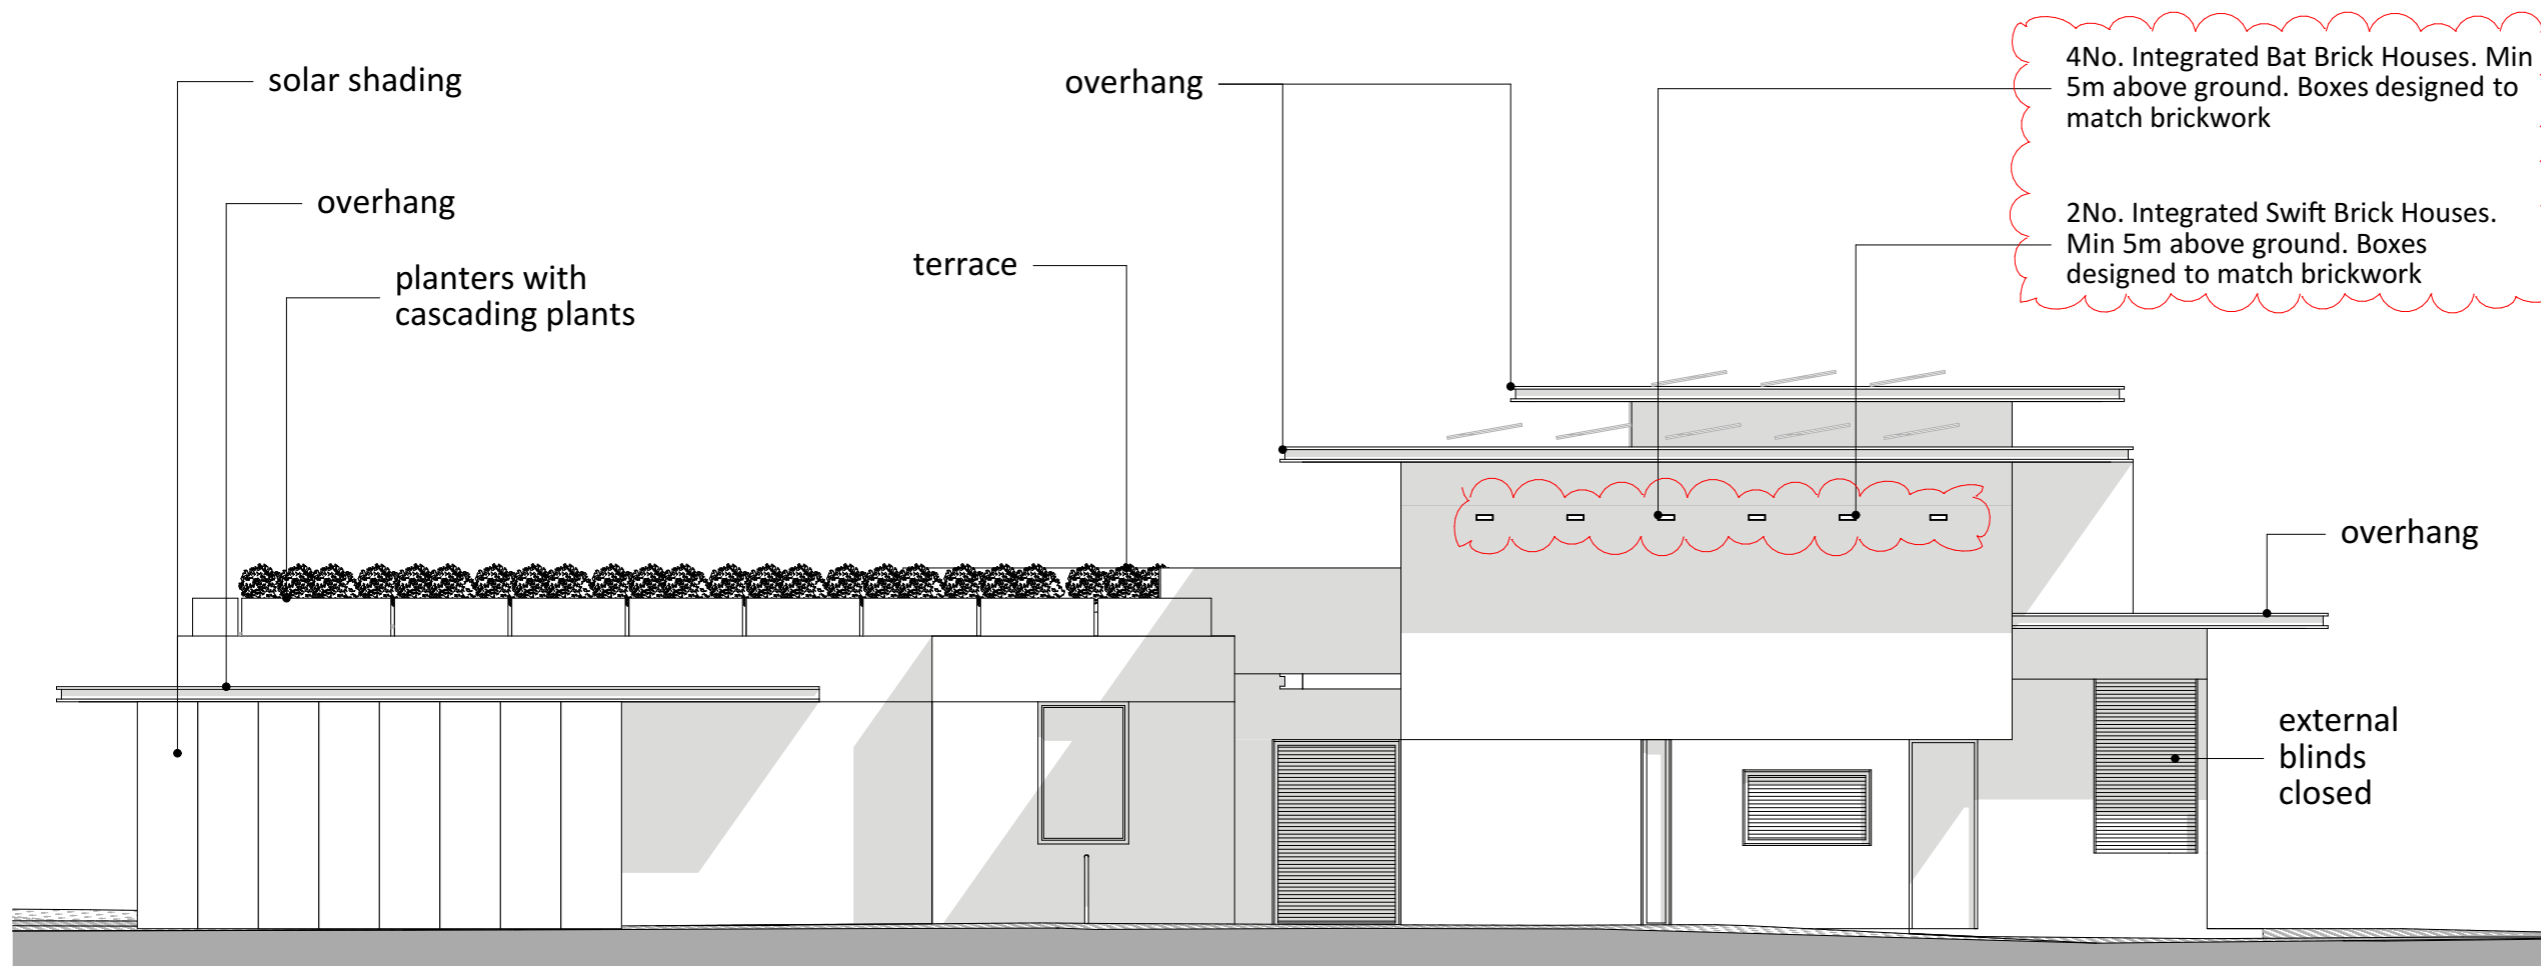 solar shading
overhang
4No. Integrated Bat Brick Houses. Min
5m above ground. Boxes designed to
match brickwork
overhang
2No. Integrated Swift Brick Houses.
Min 5m above ground. Boxes
designed to match brickwork
terrace
planters with
cascading plants
overhang
external
blinds
closed